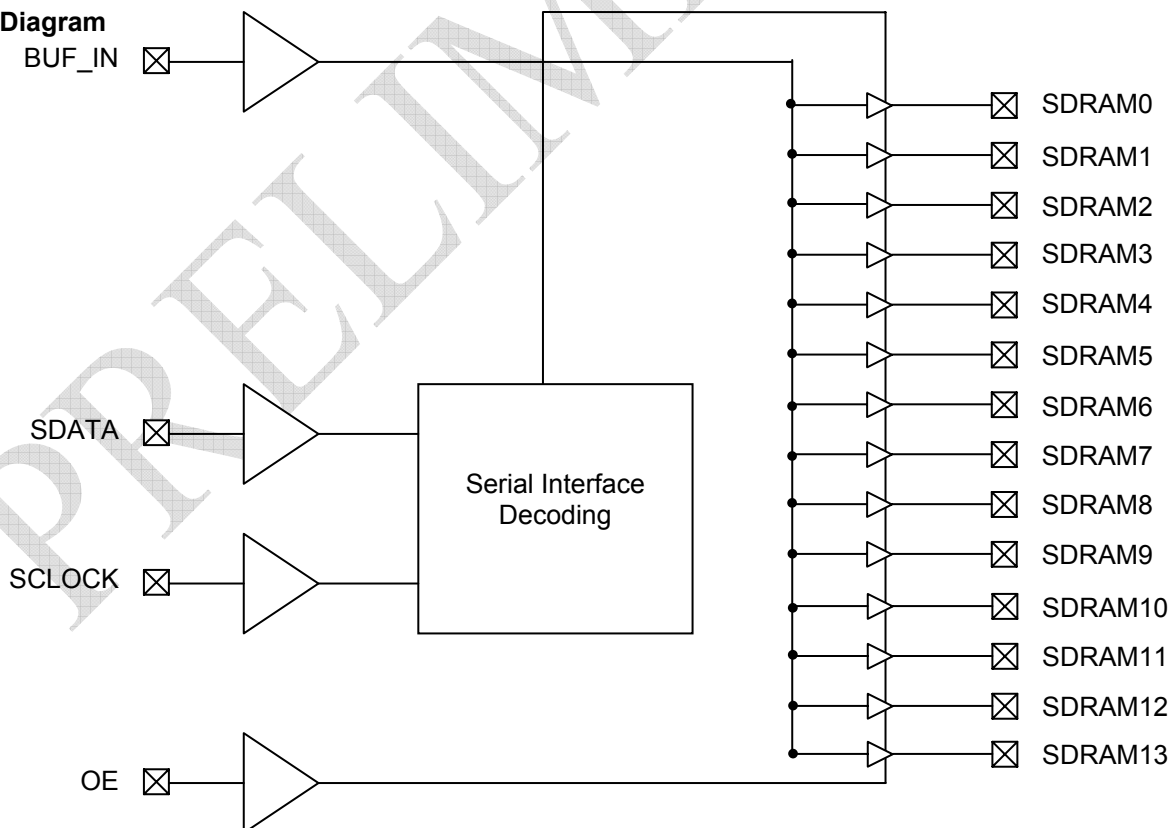 Diagram
BUF_IN
SDRAM0
SDRAM1
SDRAM2
SDRAM3
SDRAM4
SDRAM5
SDRAM6
SDATA
SDRAM7
Serial Interface
Decoding
SDRAM8
SDRAM9
SCLOCK
SDRAM10
SDRAM11
SDRAM12
SDRAM13
OE
PRELIM